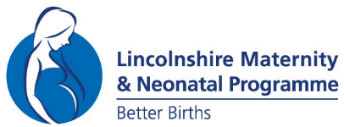 Lincolnshire Maternity
& Neonatal Programme
Better Births